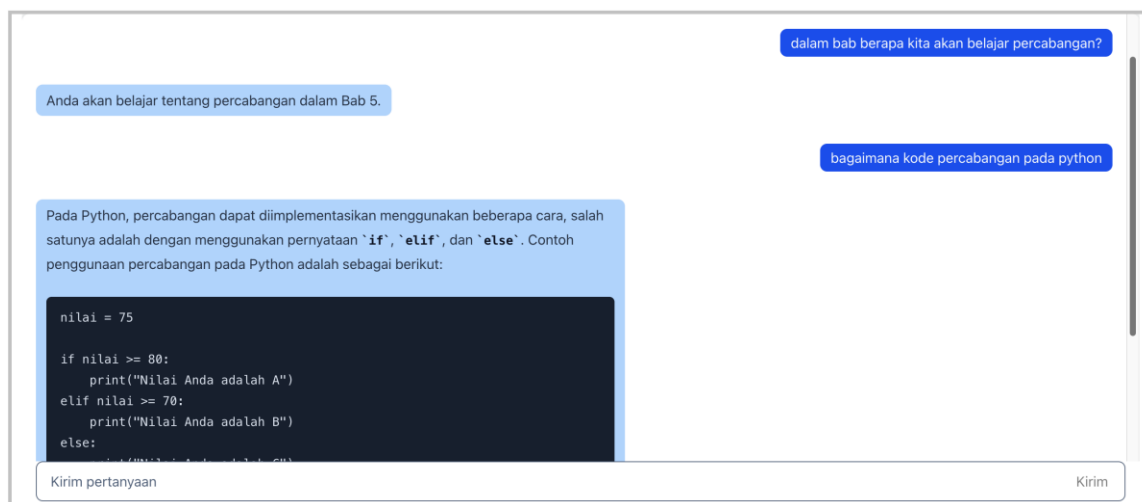 dalam bab berapa kita akan belajar percabangan?
Anda akan belajar tentang percabangan dalam Bab 5.
bagaimana kode percabangan pada python
Pada Python, percabangan dapat diimplementasikan menggunakan beberapa cara, salah
satunya adalah dengan menggunakan pernyataan `if`, `elif`, dan `else`. Contoh
penggunaan percabangan pada Python adalah sebagai berikut:
nilai = 75
if nilai >= 80:
    print("Nilai Anda adalah A")
elif nilai >= 70:
    print("Nilai Anda adalah B")
else:
Kirim pertanyaan
Kirim